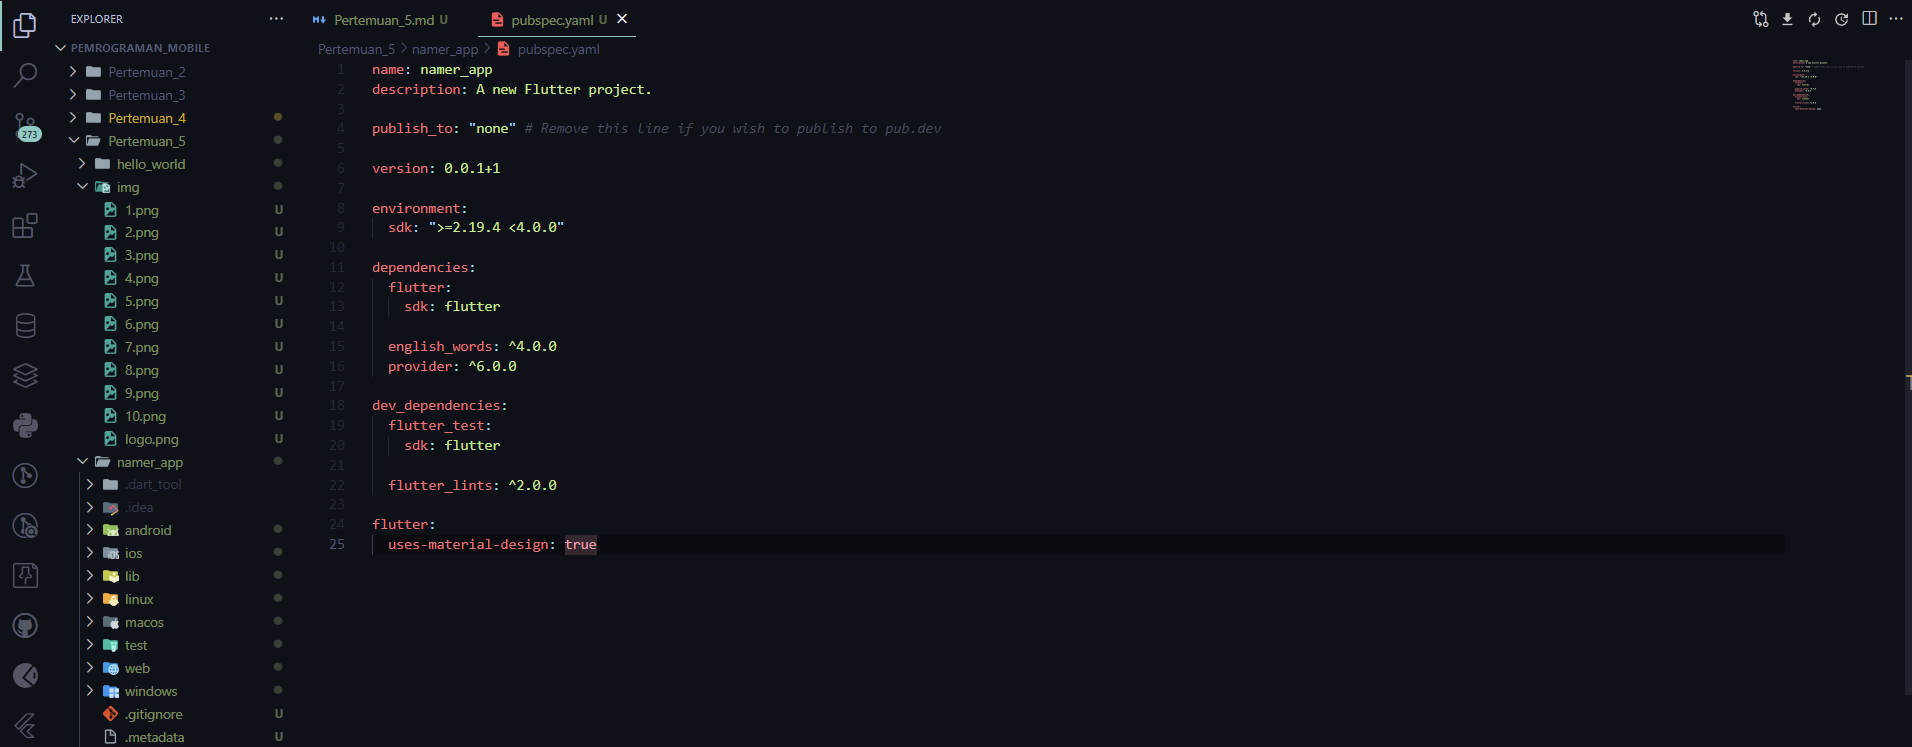 EXPLORER
PEMROGRAMAN_MOBILE
Pertemuan_2
Pertemuan_3
Pertemuan_4
Pertemuan_5
hello_world
img
1.png U
2.png U
3.png U
4.png U
5.png U
6.png U
7.png U
8.png U
9.png U
10.png U
logo.png U
namer_app
.dart_tool
.idea
android
ios
lib
linux
macos
test
web
windows
.gitignore U
.metadata U
273
Pertemuan_5.md U
pubspec.yaml U
Pertemuan_5 > namer_app > pubspec.yaml
1 name: namer_app
2 description: A new Flutter project.
3
4 publish_to: "none" # Remove this line if you wish to publish to pub.dev
5
6 version: 0.0.1+1
7
8 environment:
9 sdk: ">=2.19.4 <4.0.0"
10
11 dependencies:
12 flutter:
13 sdk: flutter
14
15 english_words: ^4.0.0
16 provider: ^6.0.0
17
18 dev_dependencies:
19 flutter_test:
20 sdk: flutter
21
22 flutter_lints: ^2.0.0
23
24 flutter:
25 uses-material-design: true